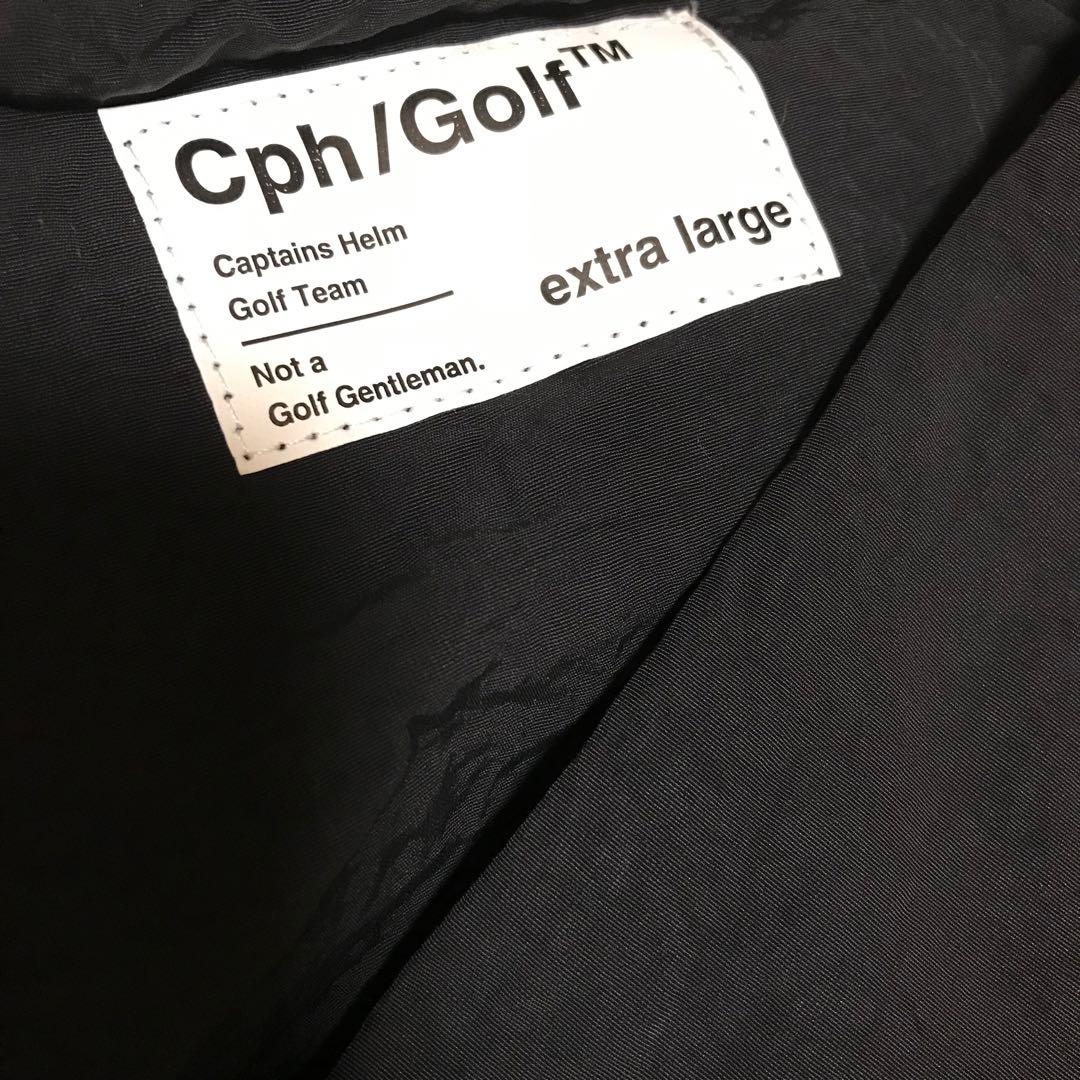 Cph/Golf™
Captains Helm
Golf Team
extra large
Not a
Golf Gentleman.